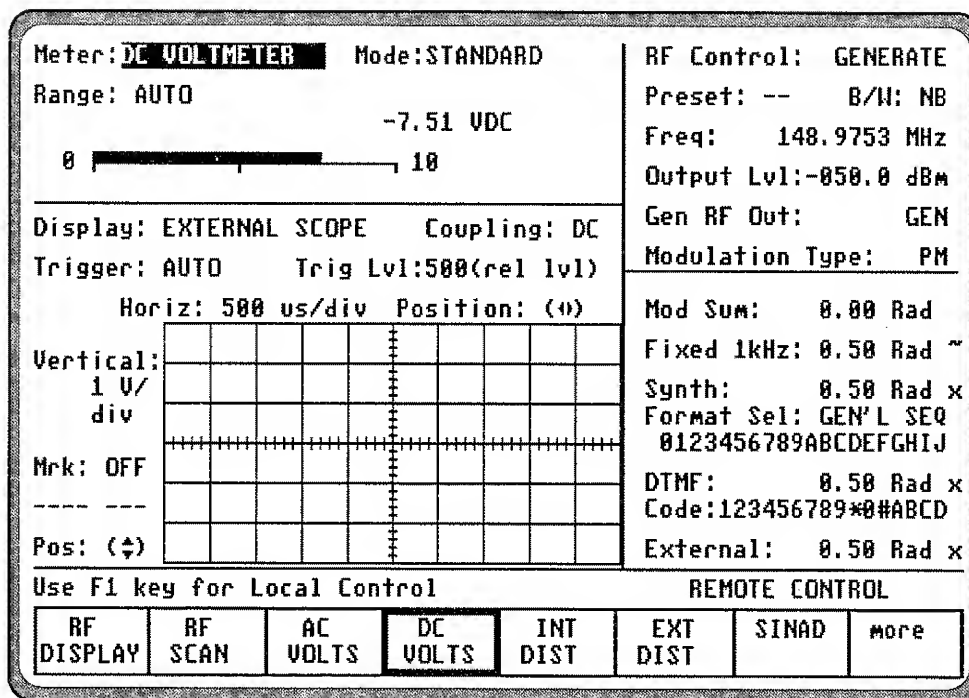 Meter:DC VOLTMETER Mode:STANDARD
Range: AUTO
-7.51 VDC
0 10
Display: EXTERNAL SCOPE Coupling: DC
Trigger: AUTO Trig Lvl:500(rel lvl)
Horiz: 500 us/div Position: (◂▸)
Vertical:
1 V/
div
Mrk: OFF
---- ---
Pos: (▲▼)
RF Control: GENERATE
Preset: -- B/W: NB
Freq: 148.9753 MHz
Output Lvl:-050.0 dBm
Gen RF Out: GEN
Modulation Type: PM
Mod Sum: 0.00 Rad
Fixed 1kHz: 0.50 Rad ~
Synth: 0.50 Rad x
Format Sel: GEN'L SEQ
0123456789ABCDEFGHIJ
DTMF: 0.50 Rad x
Code:123456789*0#ABCD
External: 0.50 Rad x
Use F1 key for Local Control REMOTE CONTROL
RF DISPLAY
RF SCAN
AC VOLTS
DC VOLTS
INT DIST
EXT DIST
SINAD
more